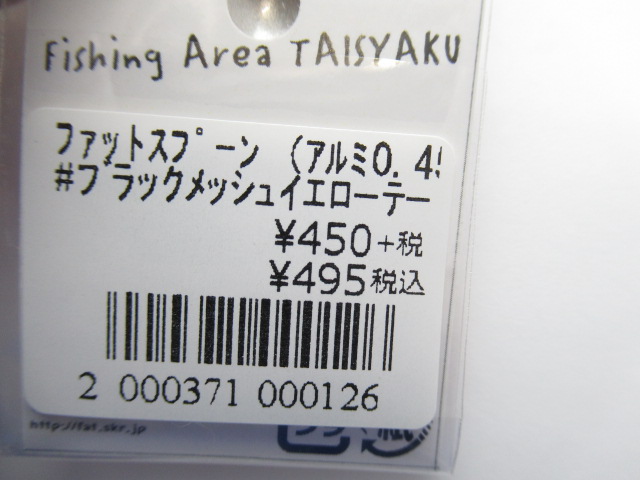 Fishing Area TAISYAKU
ﾌｧｯﾄｽﾌﾟｰﾝ (ｱﾙﾐ0.45
#ﾌﾞﾗｯｸﾒｯｼｭｲｴﾛｰﾃｰ
¥450+税
¥495税込
2 000371 000126
http://fat.skr.jp